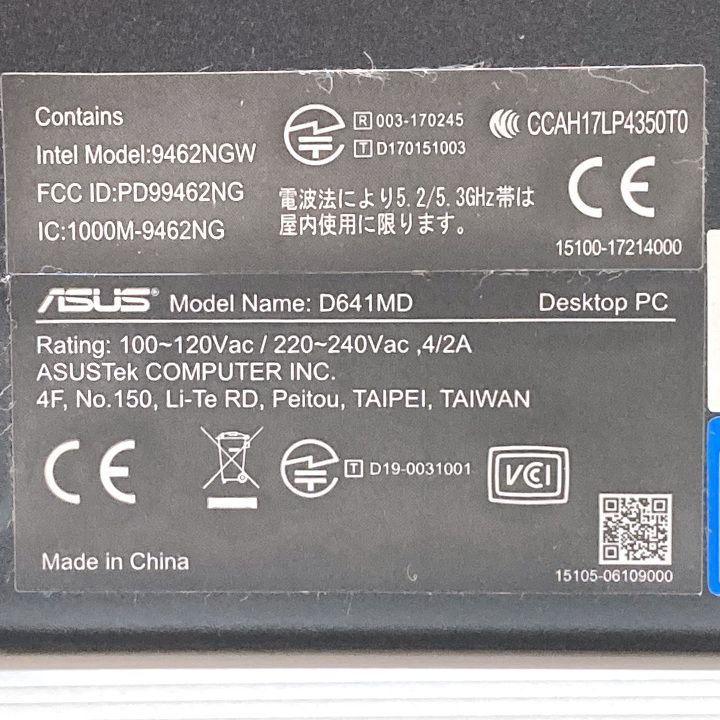 Contains
Intel Model:9462NGW
FCC ID:PD99462NG
IC:1000M-9462NG
R 003-170245
T D170151003
電波法により5.2/5.3GHz帯は
屋内使用に限ります。
CCAH17LP4350T0
CE
15100-17214000
ASUS® Model Name: D641MD Desktop PC
Rating: 100~120Vac / 220~240Vac ,4/2A
ASUSTek COMPUTER INC.
4F, No.150, Li-Te RD, Peitou, TAIPEI, TAIWAN
CE
T D19-0031001
VCCI
Made in China
15105-06109000